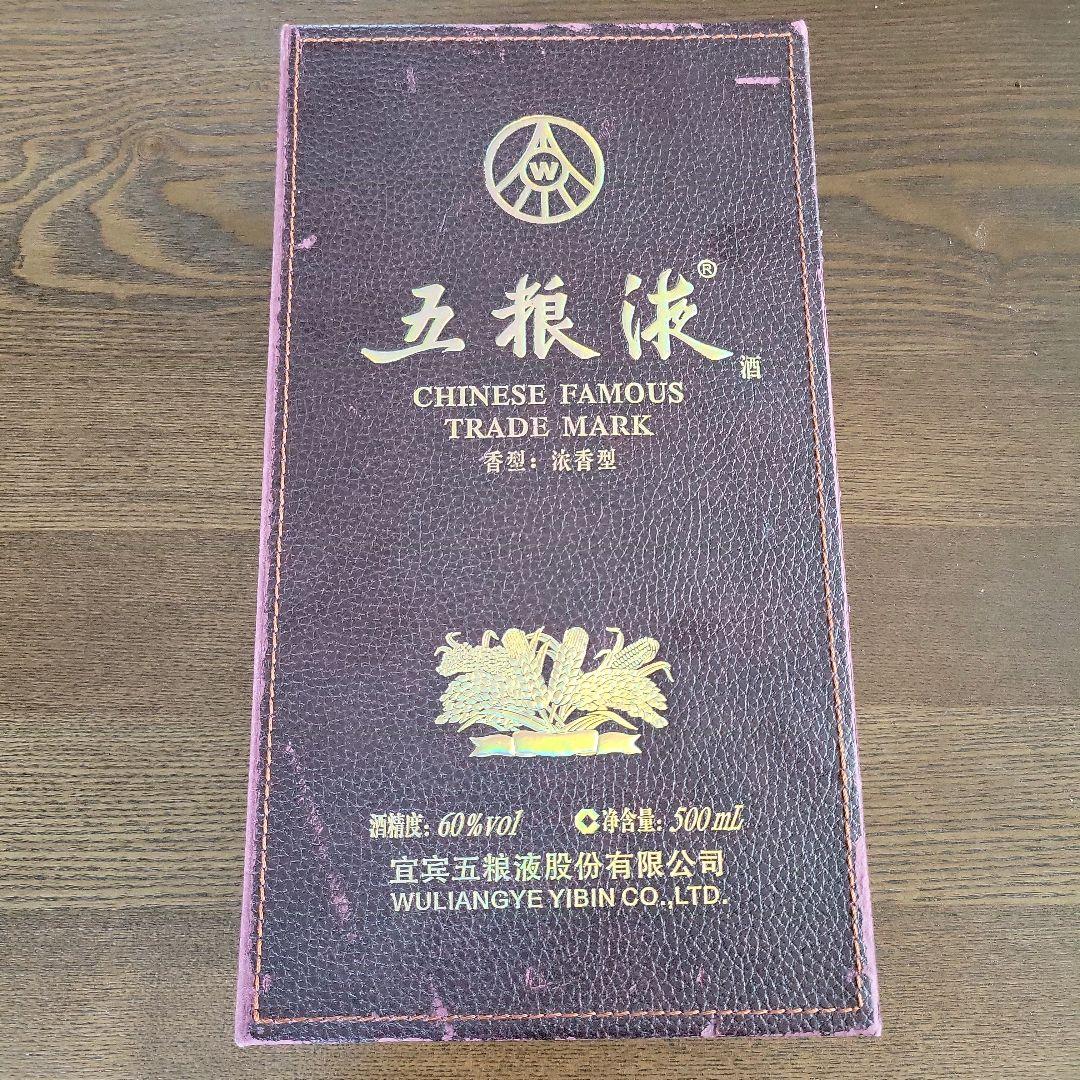 W
五粮液®
酒
CHINESE FAMOUS
TRADE MARK
香型：浓香型
酒精度：60%vol 净含量：500mL
宜宾五粮液股份有限公司
WULIANGYE YIBIN CO.,LTD.